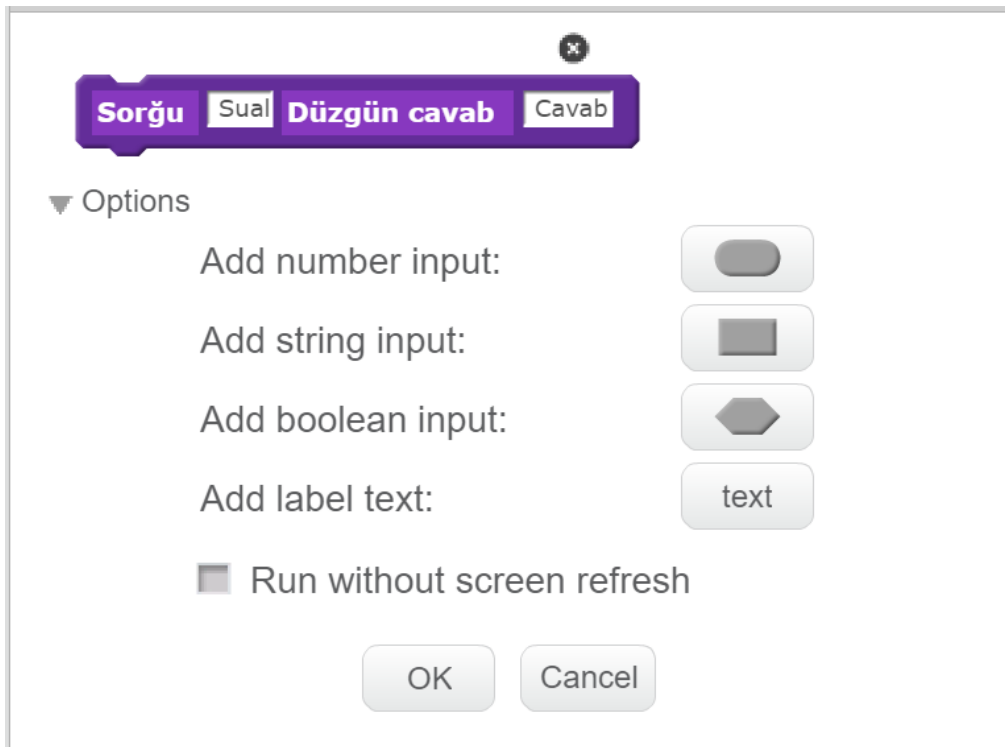 Sorğu Sual Düzgün cavab Cavab
Options
Add number input:
Add string input:
Add boolean input:
Add label text: text
Run without screen refresh
OK Cancel